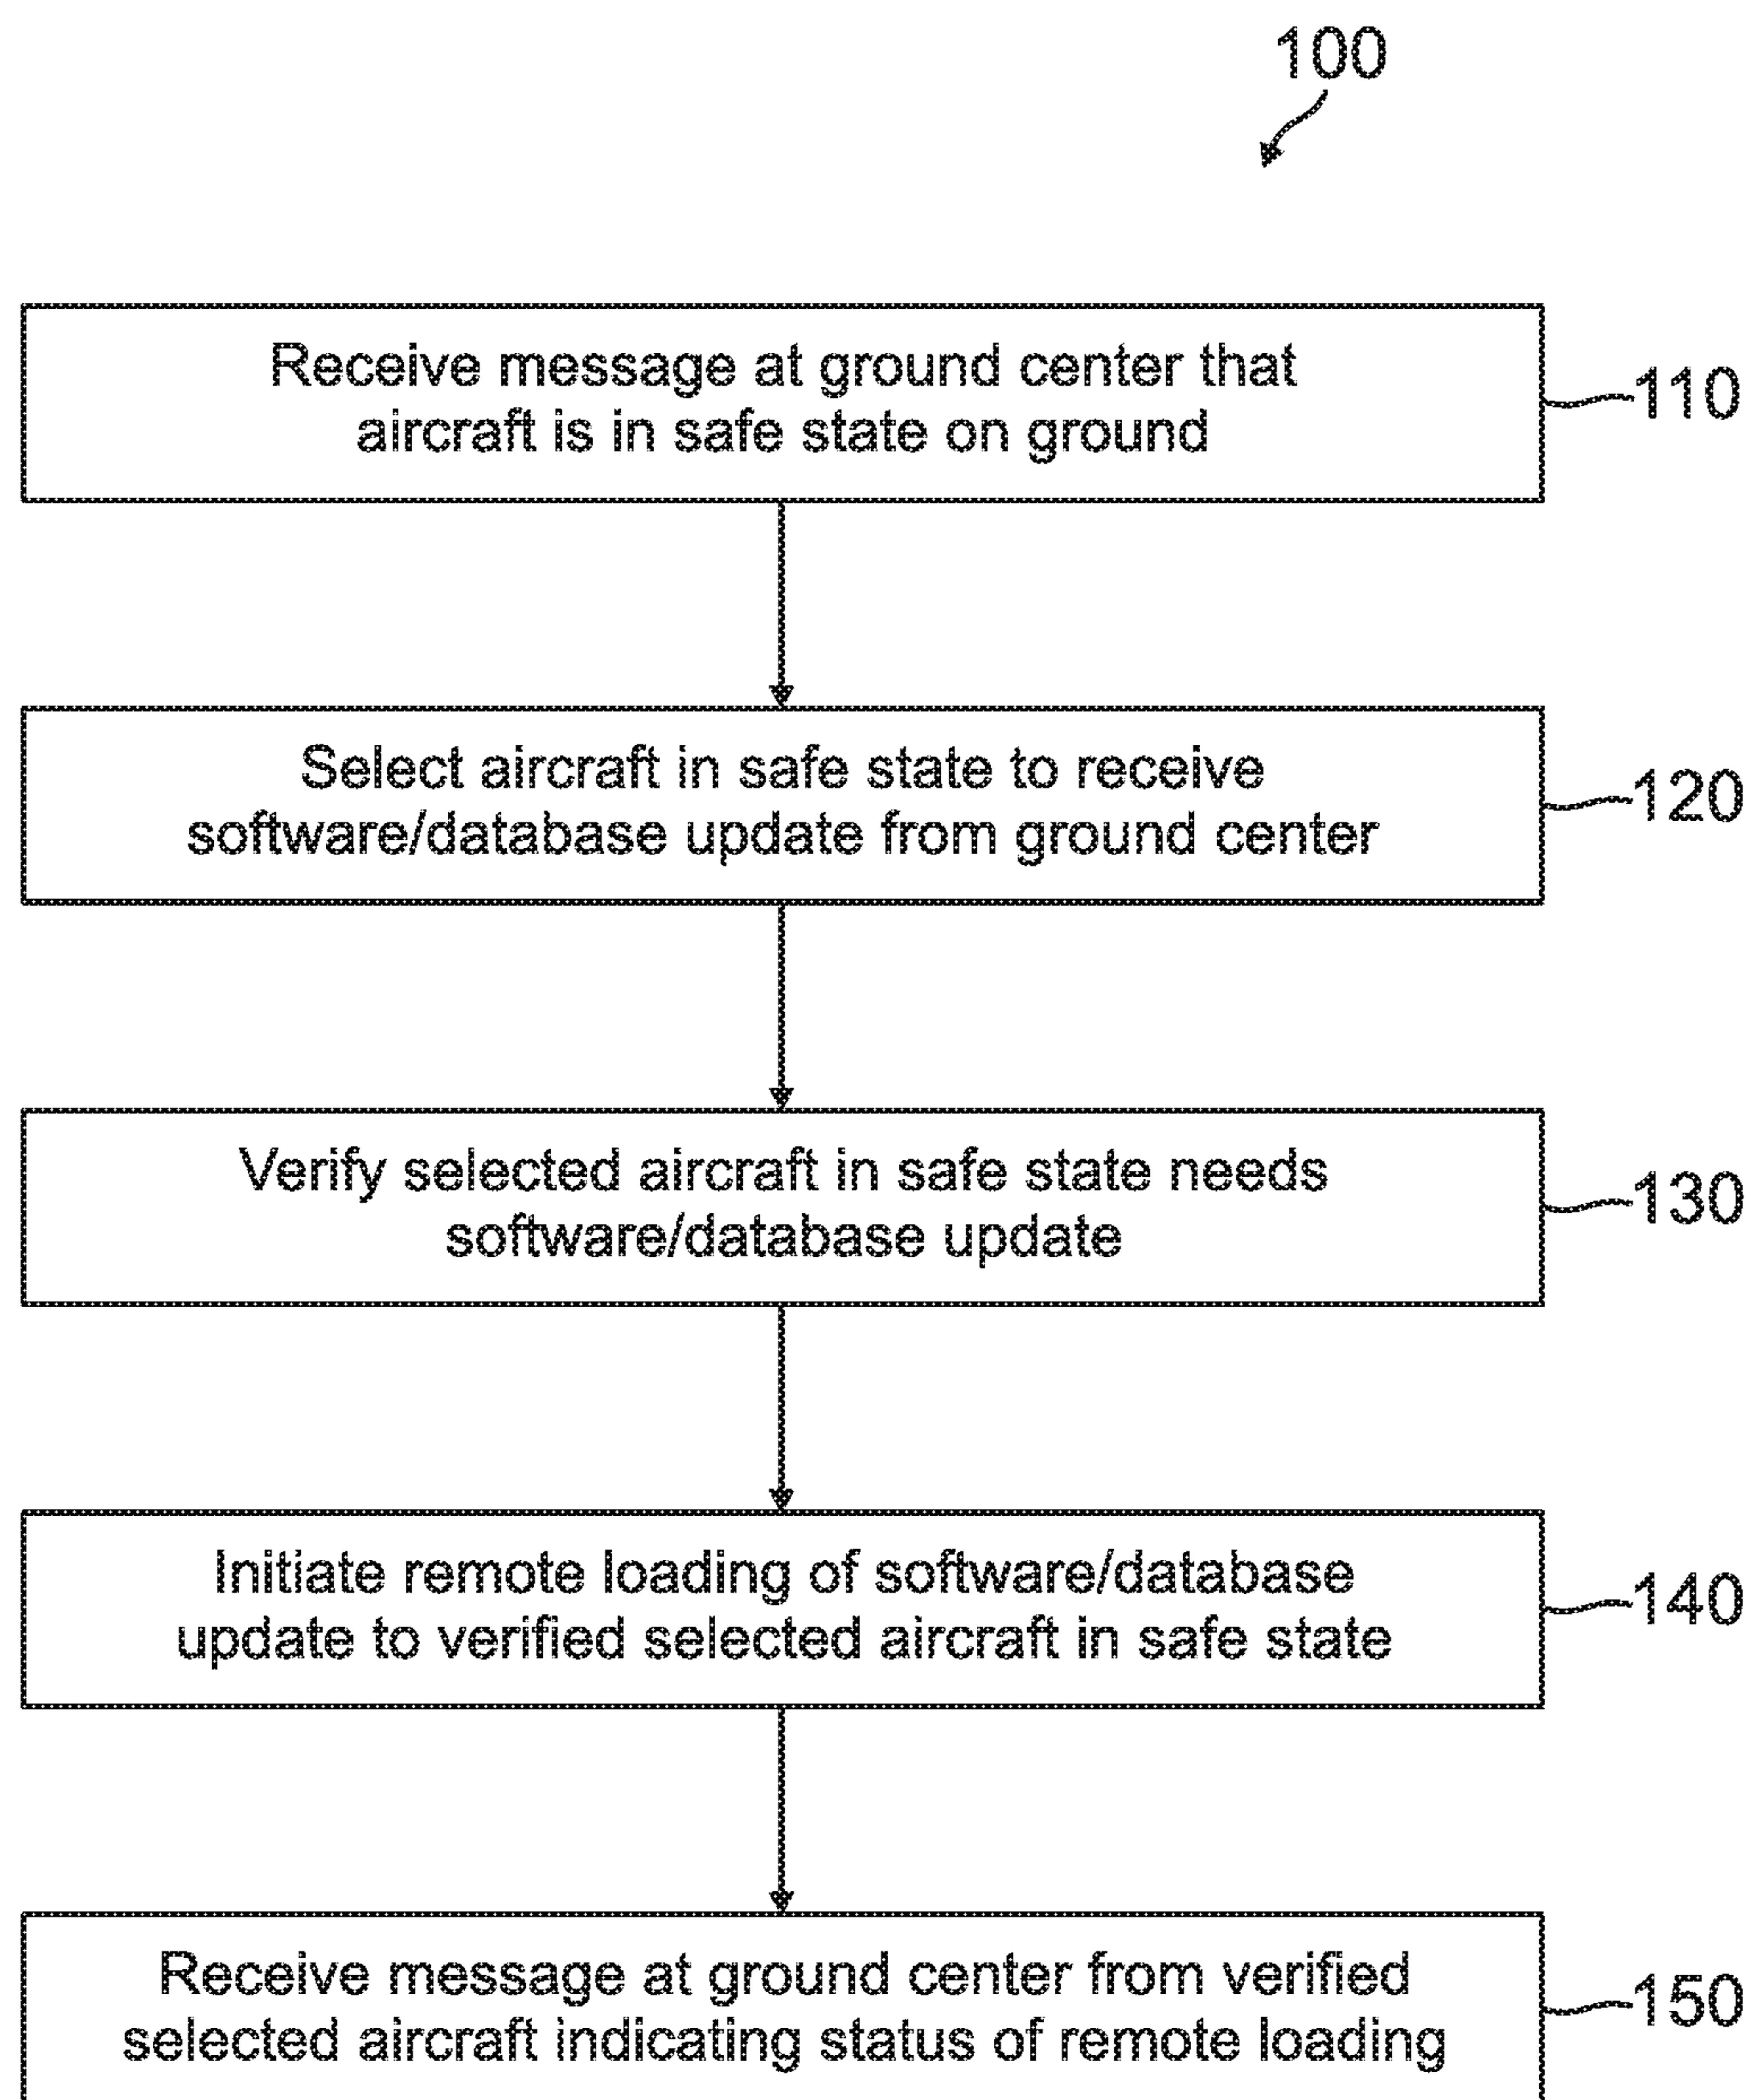 100
Receive message at ground center that
aircraft is in safe state on ground
110
Select aircraft in safe state to receive
software/database update from ground center
120
Verify selected aircraft in safe state needs
software/database update
130
Initiate remote loading of software/database
update to verified selected aircraft in safe state
140
Receive message at ground center from verified
selected aircraft indicating status of remote loading
150